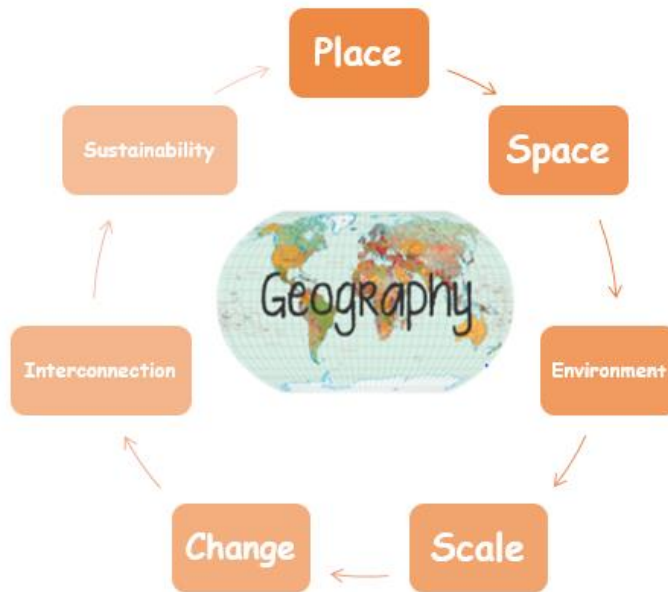 Place
Space
Environment
Scale
Change
Interconnection
Sustainability
Geography